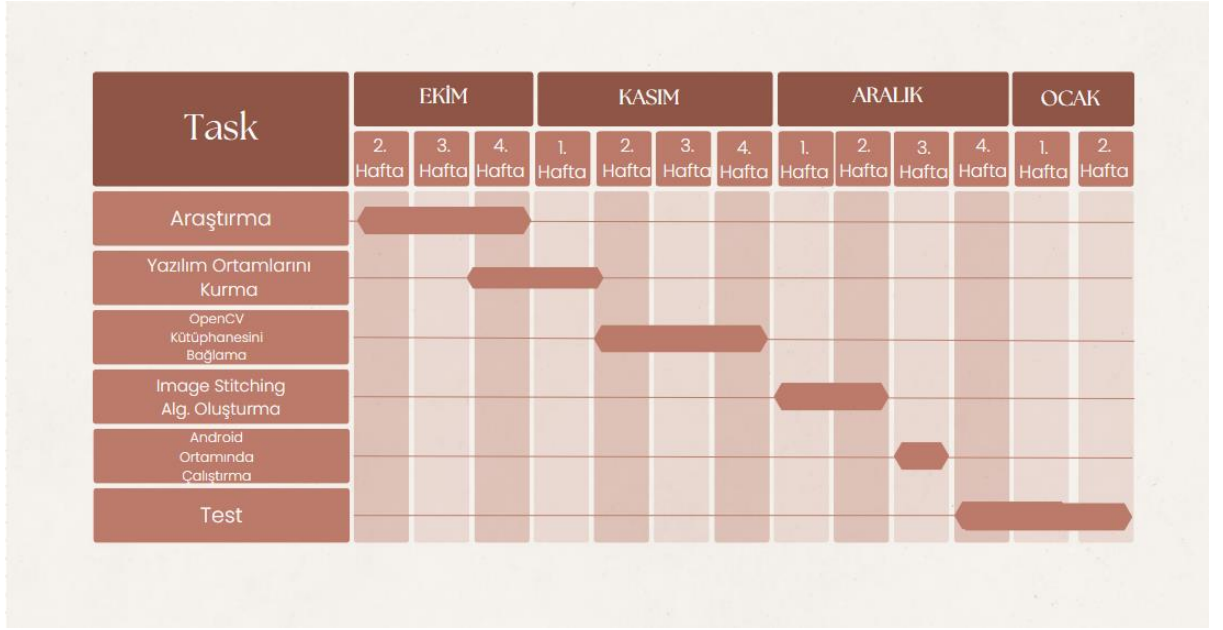 Task
EKİM
KASIM
ARALIK
OCAK
2.
Hafta
3.
Hafta
4.
Hafta
1.
Hafta
2.
Hafta
3.
Hafta
4.
Hafta
1.
Hafta
2.
Hafta
3.
Hafta
4.
Hafta
1.
Hafta
2.
Hafta
Araştırma
Yazılım Ortamlarını
Kurma
OpenCV
Kütüphanesini
Bağlama
Image Stitching
Alg. Oluşturma
Android
Ortamında
Çalıştırma
Test